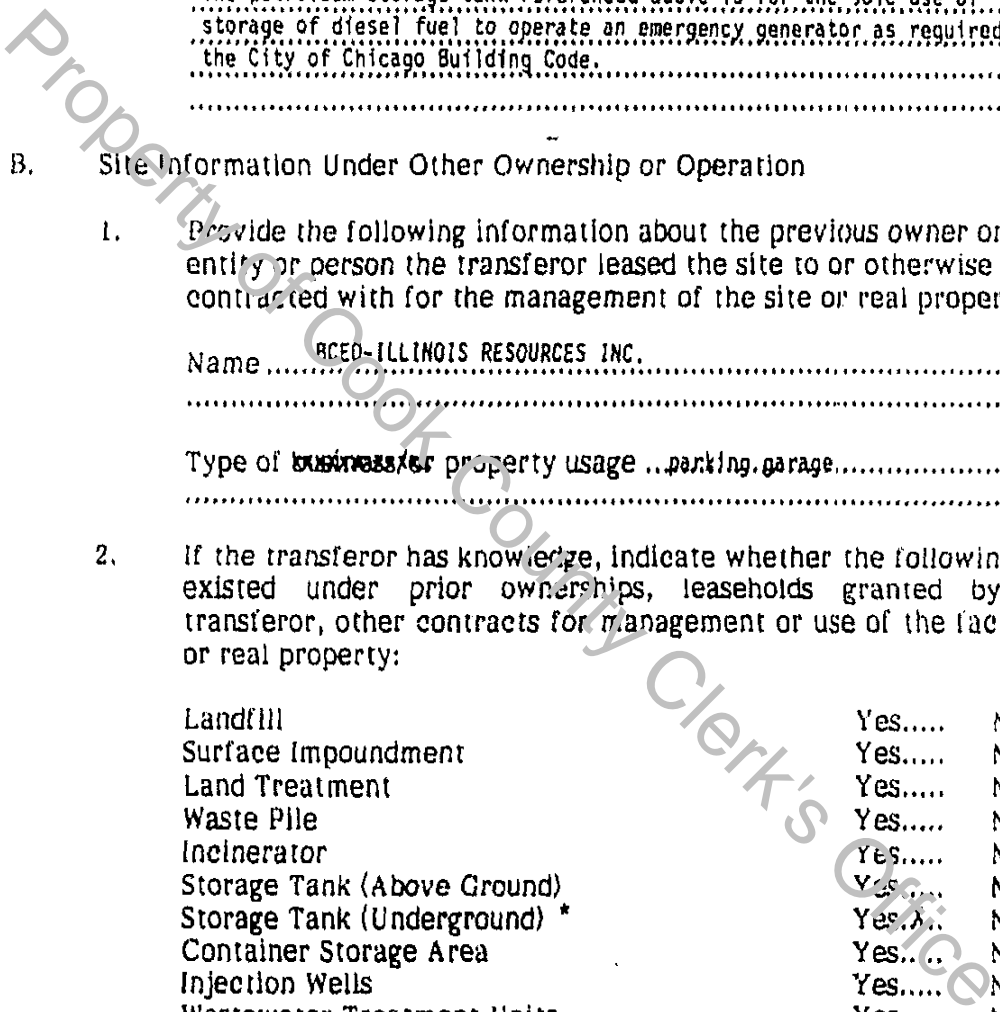 storage of diesel fuel to operate an emergency generator as required
the City of Chicago Building Code.
B. Site Information Under Other Ownership or Operation
1. Provide the following information about the previous owner or
entity or person the transferor leased the site to or otherwise
contracted with for the management of the site or real proper
Name ..... BCED-ILLINOIS RESOURCES INC.
Type of business/or property usage ... parking garage
2. If the transferor has knowledge, indicate whether the followin
existed under prior ownerships, leaseholds granted by
transferor, other contracts for management or use of the fac
or real property:
Landfill Yes..... N
Surface Impoundment Yes..... N
Land Treatment Yes..... N
Waste Pile Yes..... N
Incinerator Yes..... N
Storage Tank (Above Ground) Yes..... N
Storage Tank (Underground) * Yes.X.. N
Container Storage Area Yes..... N
Injection Wells Yes..... N
Property of Cook County Clerk's Office